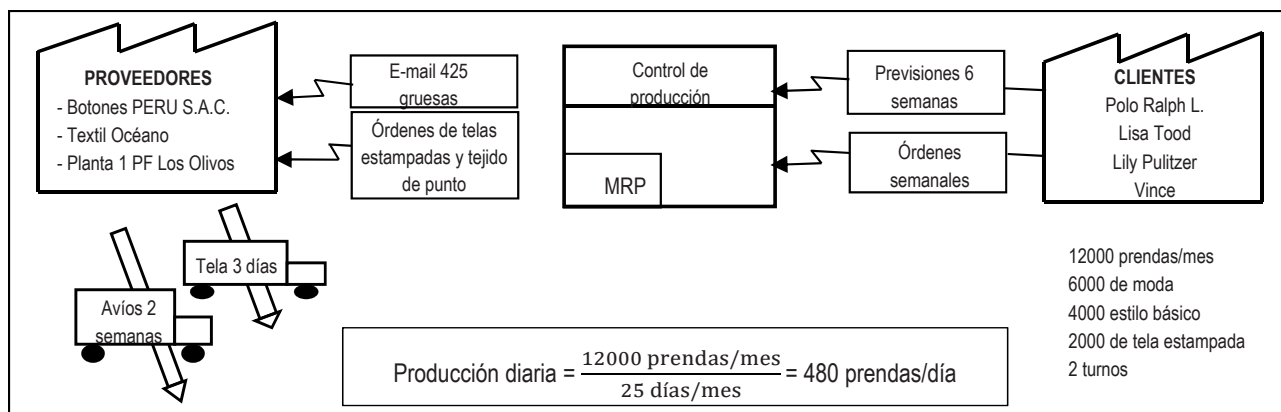 PROVEEDORES
- Botones PERU S.A.C.
- Textil Océano
- Planta 1 PF Los Olivos
E-mail 425
gruesas
Órdenes de telas
estampadas y tejido
de punto
Control de
producción
MRP
Previsiones 6
semanas
Órdenes
semanales
CLIENTES
Polo Ralph L.
Lisa Tood
Lily Pulitzer
Vince
Tela 3 días
Avíos 2
semanas
12000 prendas/mes
6000 de moda
4000 estilo básico
2000 de tela estampada
2 turnos
Producción diaria = 12000 prendas/mes / 25 días/mes = 480 prendas/día